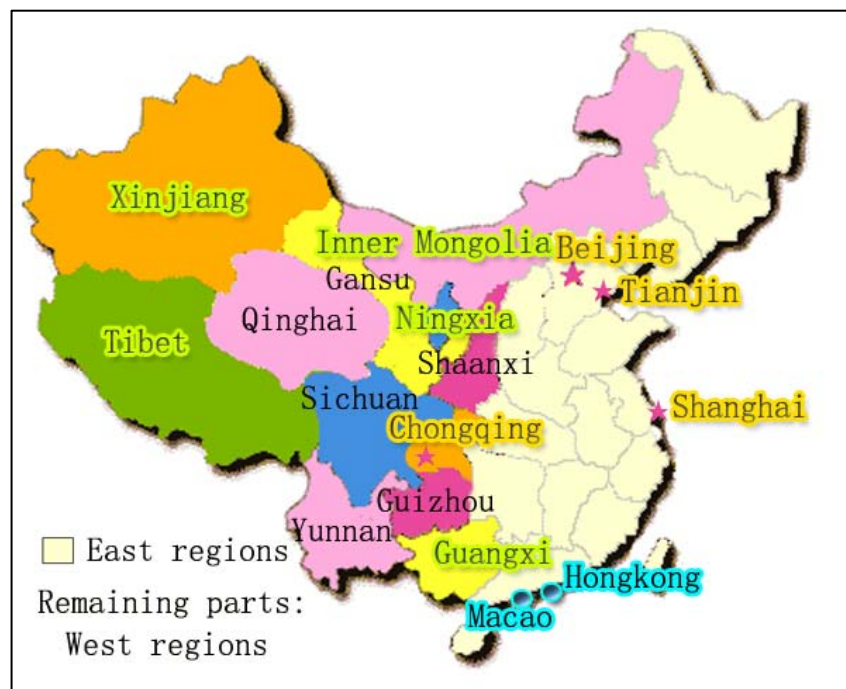 Xinjiang
Inner Mongolia
Beijing
Gansu
Tianjin
Qinghai
Ningxia
Tibet
Shaanxi
Sichuan
Shanghai
Chongqing
Guizhou
Yunnan
East regions
Guangxi
Hongkong
Remaining parts:
Macao
West regions